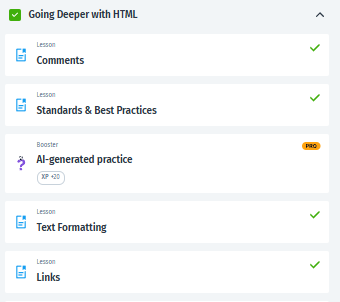 Going Deeper with HTML
Lesson
Comments
Lesson
Standards & Best Practices
Booster
PRO
AI-generated practice
XP +20
Lesson
Text Formatting
Lesson
Links